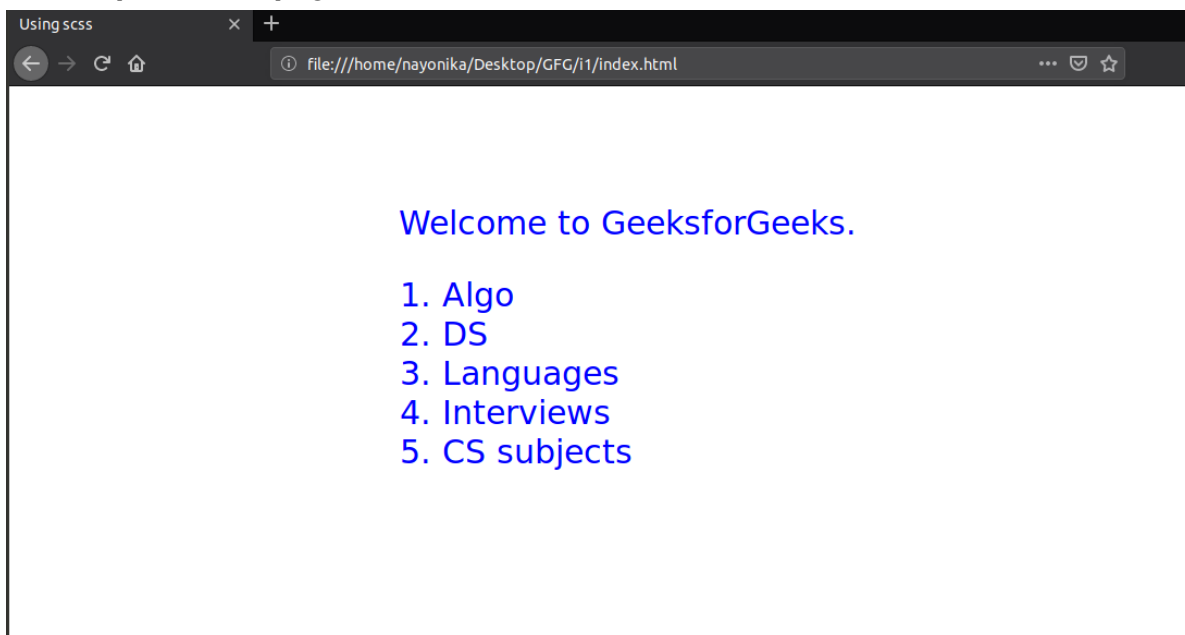 Using scss
file:///home/nayonika/Desktop/GFG/i1/index.html
Welcome to GeeksforGeeks.
1. Algo
2. DS
3. Languages
4. Interviews
5. CS subjects